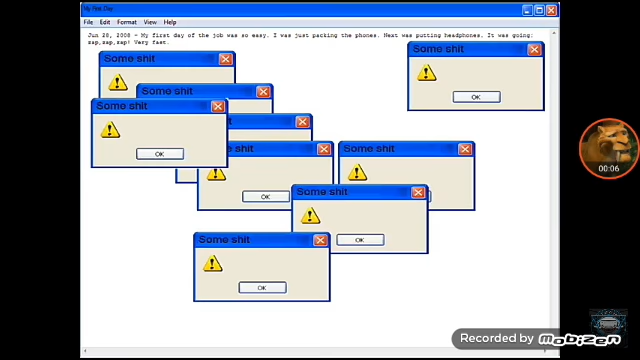 My First Day
File Edit Format View Help
Jun 28, 2008 - My first day of the job was so easy. I was just packing the phones. Next was putting headphones. It was going;
zap,zap,zap! Very fast.
Some shit
OK
Some shit
Some shit
Some shit
OK
Some shit
OK
Some shit
Some shit
OK
Some shit
OK
00:06
Recorded by mobizen